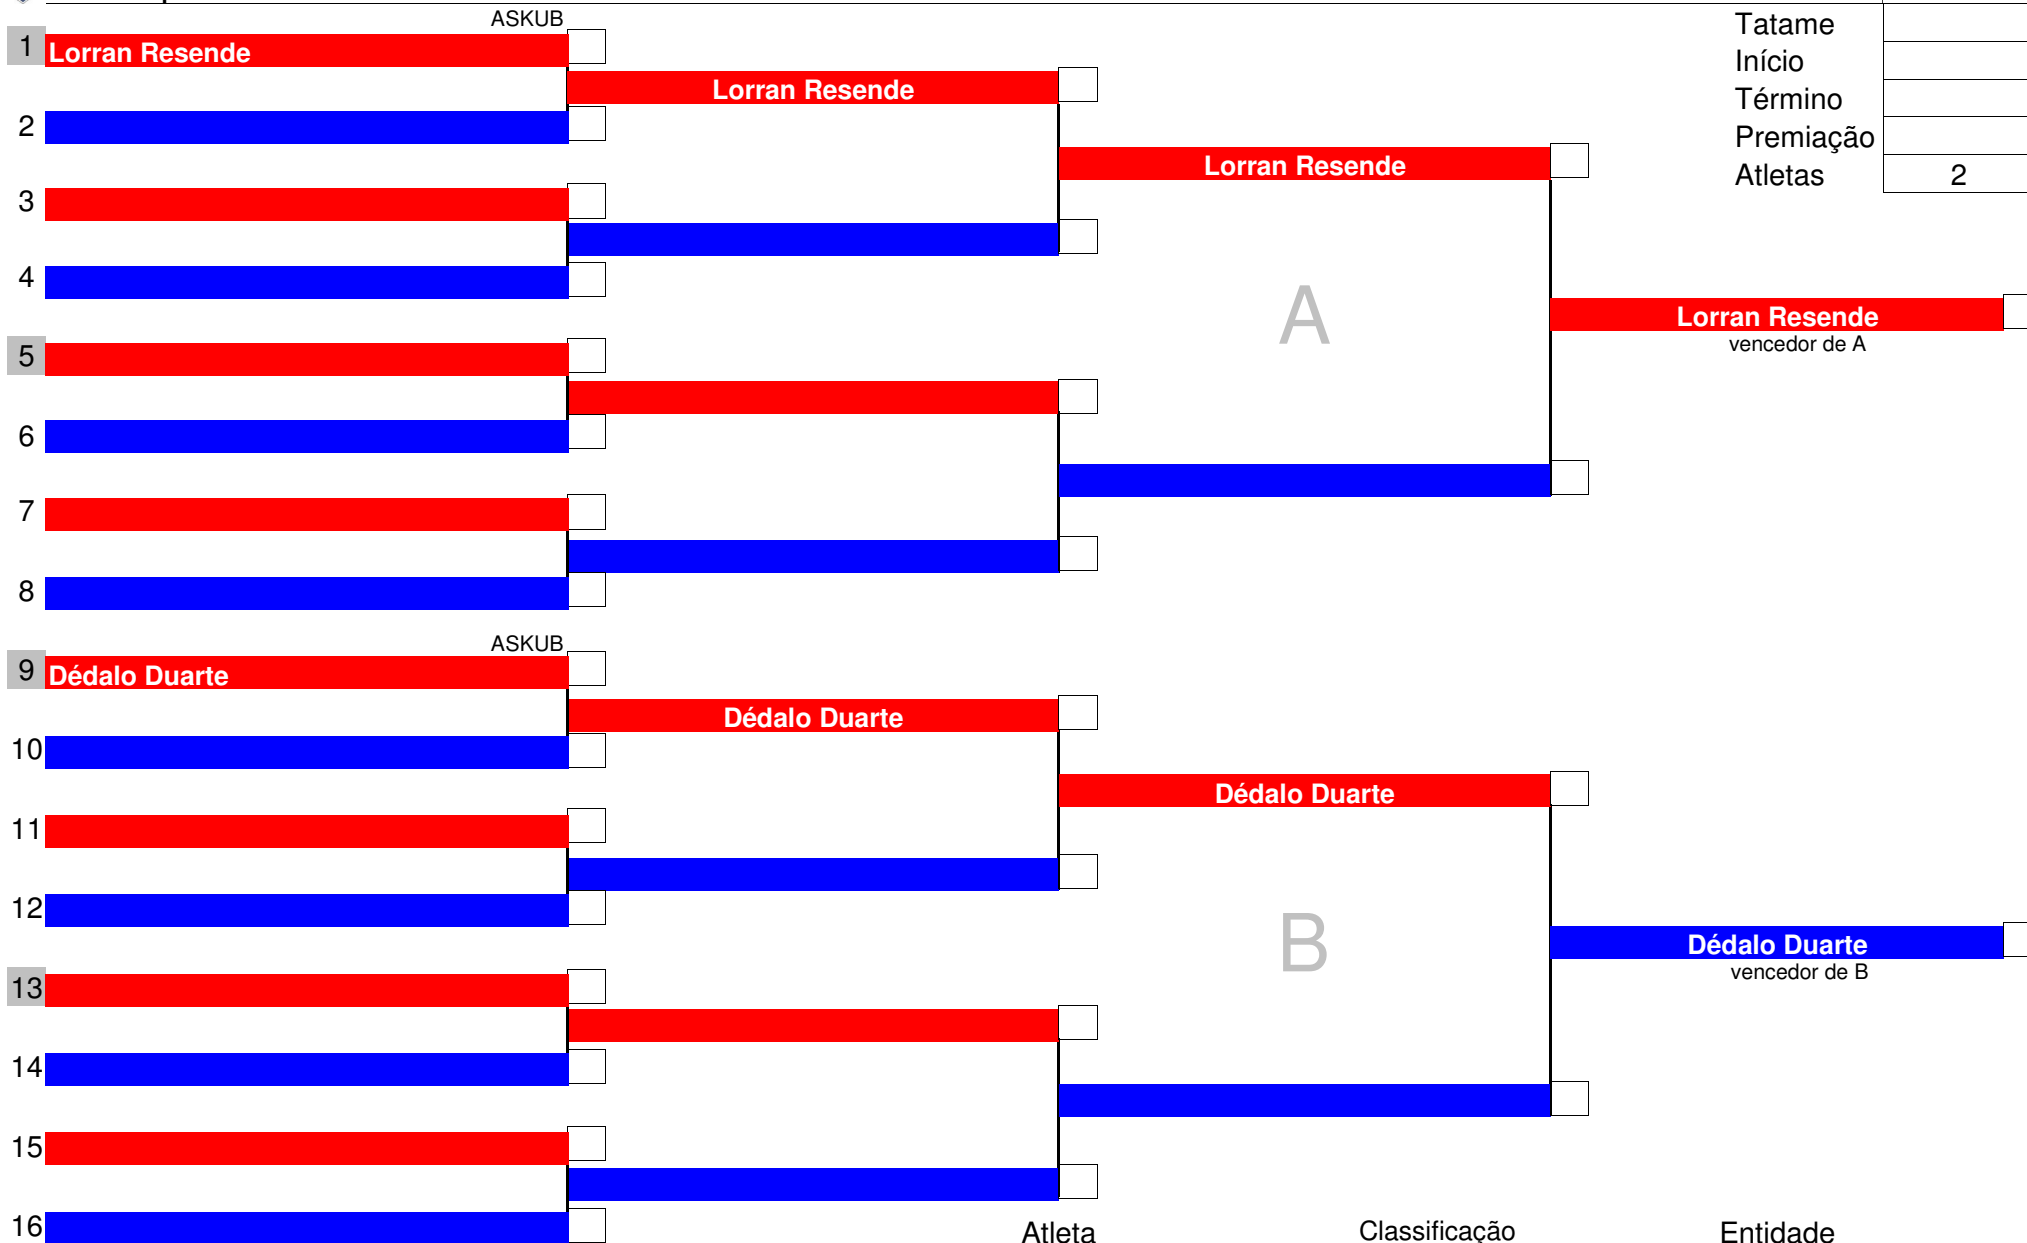 ASKUB
Tatame
1 Lorran Resende
Início
Lorran Resende
Término
2
Premiação
Lorran Resende
Atletas 2
3
4
A
Lorran Resende
vencedor de A
5
6
7
8
ASKUB
9 Dédalo Duarte
Dédalo Duarte
10
Dédalo Duarte
11
12
B
Dédalo Duarte
vencedor de B
13
14
15
16
Atleta Classificação Entidade